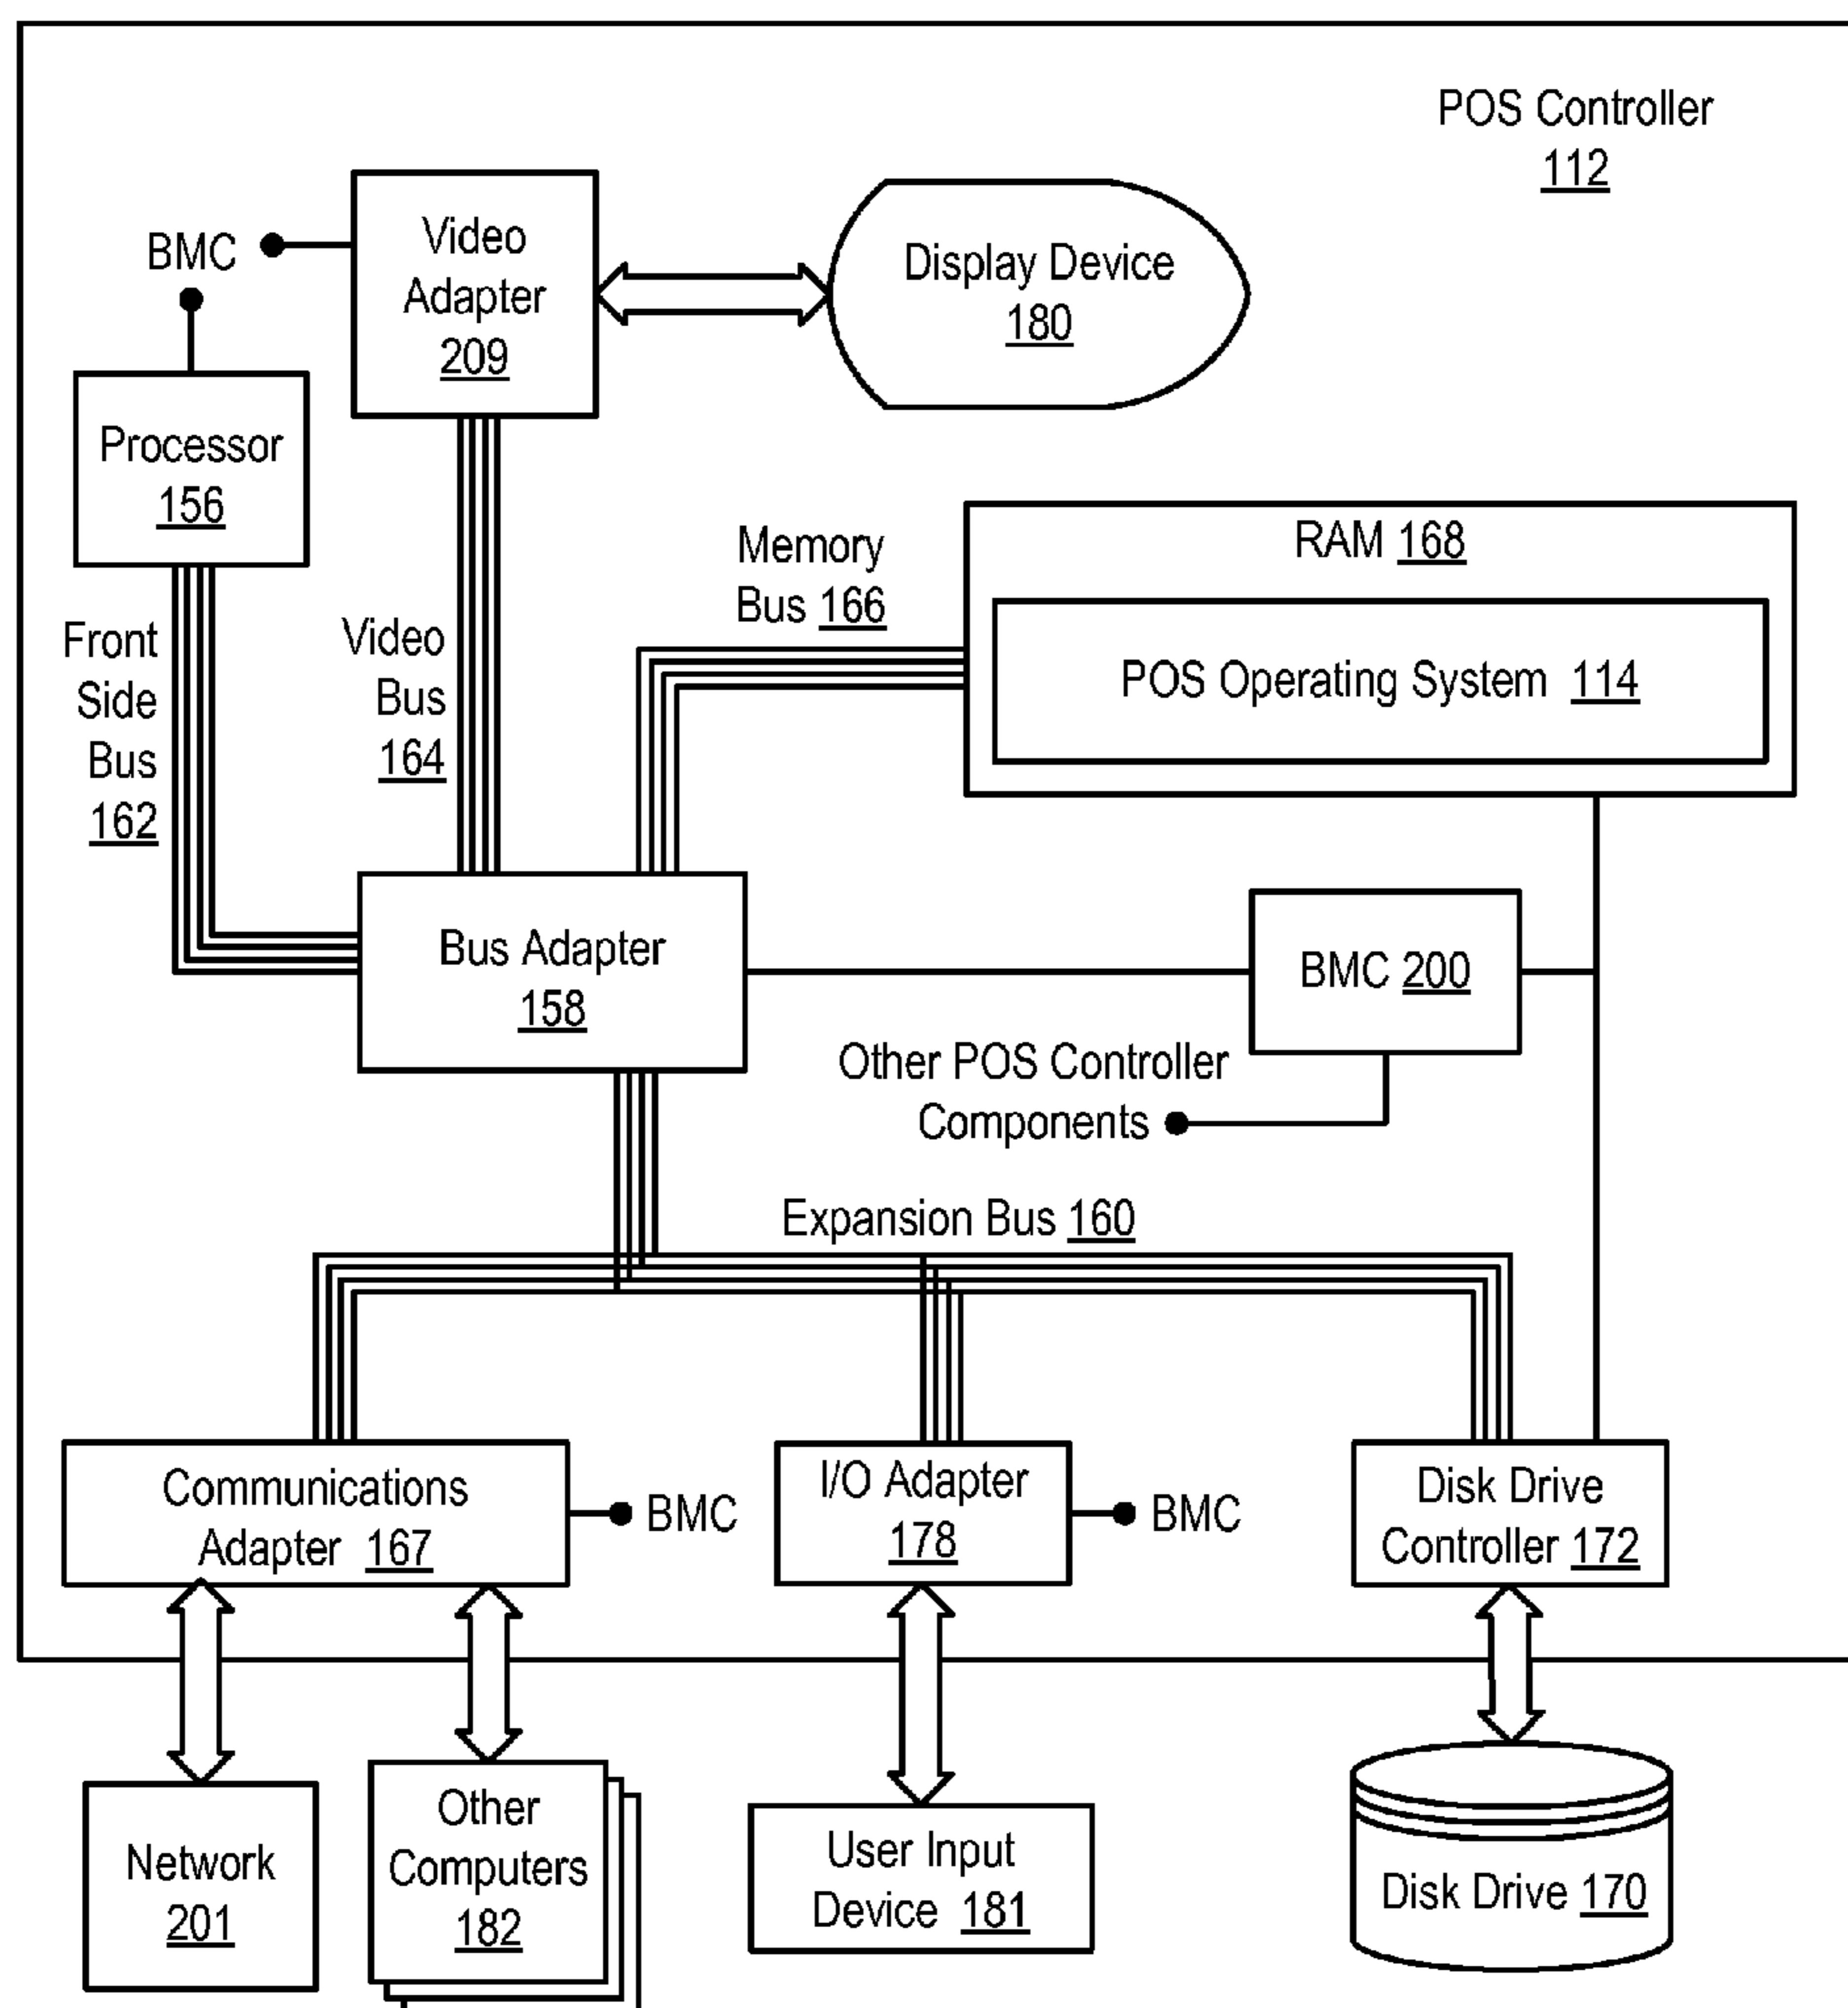 POS Controller
112
BMC
Video
Adapter
209
Display Device
180
Processor
156
Front
Side
Bus
162
Video
Bus
164
Memory
Bus 166
RAM 168
POS Operating System 114
Bus Adapter
158
BMC 200
Other POS Controller
Components
Expansion Bus 160
Communications
Adapter 167
BMC
I/O Adapter
178
BMC
Disk Drive
Controller 172
Network
201
Other
Computers
182
User Input
Device 181
Disk Drive 170